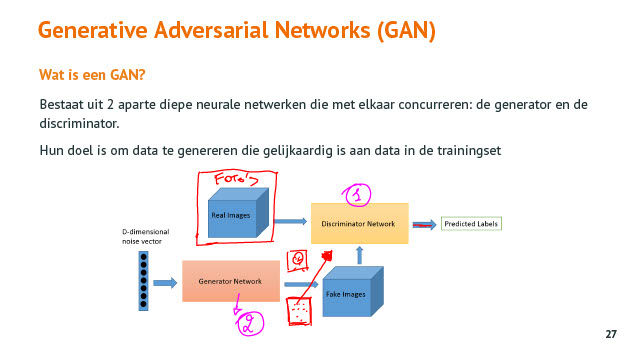 Generative Adversarial Networks (GAN)
Wat is een GAN?
Bestaat uit 2 aparte diepe neurale netwerken die met elkaar concurreren: de generator en de
discriminator.
Hun doel is om data te genereren die gelijkaardig is aan data in de trainingset
Foto's
1
Real Images
Discriminator Network
Predicted Labels
D-dimensional
noise vector
Generator Network
Fake Images
2
27